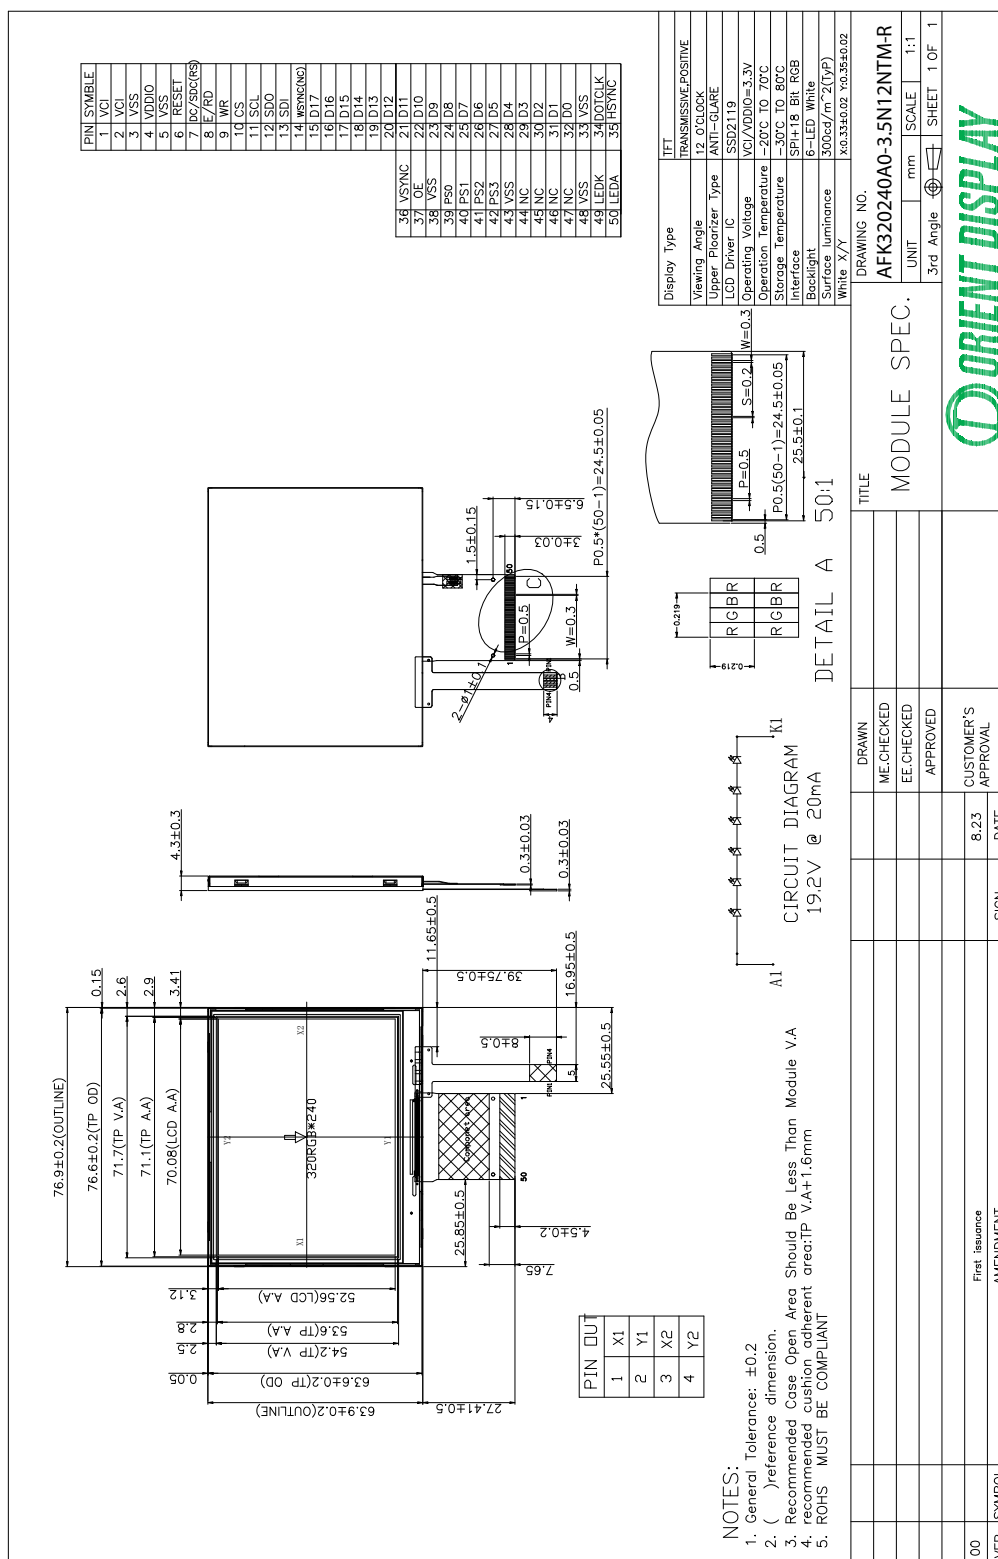 76.9±0.2(OUTLINE)
76.6±0.2(TP OD)
71.7(TP V.A)
71.1(TP A.A)
70.08(LCD A.A)
0.15
2.6
2.9
3.41
320RGB*240
X1
X2
Y1
Y2
3.12
2.8
2.5
0.05
52.56(LCD A.A)
53.6(TP A.A)
54.2(TP V.A)
63.6±0.2(TP OD)
63.9±0.2(OUTLINE)
27.41±0.5
25.85±0.5
7.65
4.5±0.2
50
1
PIN1
PIN4
5
8±0.5
39.75±0.5
11.65±0.5
16.95±0.5
25.55±0.5
4.3±0.3
0.3±0.03
0.3±0.03
2-ø1±0.1
PIN4
PIN1
4
B
C
1
50
0.5
P=0.5
W=0.3
3±0.03
1.5±0.15
6.5±0.15
P0.5*(50-1)=24.5±0.05
PIN SYMBLE
1 VCI
2 VCI
3 VSS
4 VDDIO
5 VSS
6 RESET
7 DC/SDC(RS)
8 E/RD
9 WR
10 CS
11 SCL
12 SDO
13 SDI
14 WSYNC(NC)
15 D17
16 D16
17 D15
18 D14
19 D13
20 D12
21 D11
22 D10
23 D9
24 D8
25 D6
26 D7
27 D5
28 D4
29 D3
30 D2
31 D1
32 D0
33 VSS
34 DOTCLK
35 HSYNC
36 VSYNC
37 OE
38 VSS
39 PS0
40 PS1
41 PS2
42 PS3
43 VSS
44 NC
45 NC
46 NC
47 NC
48 VSS
49 LEDK
50 LEDA
PIN OUT
1 X1
2 Y1
3 X2
4 Y2
NOTES:
1. General Tolerance: ±0.2
2. ( )reference dimension.
3. Recommended Case Open Area Should Be Less Than Module V.A
4. recommended cushion adherent area:TP V.A+1.6mm
5. ROHS MUST BE COMPLIANT
A1
K1
CIRCUIT DIAGRAM
19.2V @ 20mA
0.219
0.219
R G B R
R G B R
0.5
P=0.5
S=0.2
W=0.3
P0.5(50-1)=24.5±0.05
25.5±0.1
DETAIL A 50:1
Display Type TFT
TRANSMISSIVE,POSITIVE
Viewing Angle 12 O'CLOCK
Upper Ploarizer Type ANTI-GLARE
LCD Driver IC SSD2119
Operating Voltage VCI/VDDIO=3.3V
Operation Temperature -20°C TO 70°C
Storage Temperature -30°C TO 80°C
Interface SPI+18 Bit RGB
Backlight 6-LED White
Surface luminance 300cd/m^2(TyP)
White X/Y X:0.33±0.02 Y:0.35±0.02
00
First issuance
8.23
DRAWN
ME.CHECKED
EE.CHECKED
APPROVED
CUSTOMER'S
APPROVAL
TITLE
MODULE SPEC.
DRAWING NO.
AFK320240A0-3.5N12NTM-R
UNIT mm SCALE 1:1
3rd Angle SHEET 1 OF 1
ORIENT DISPLAY